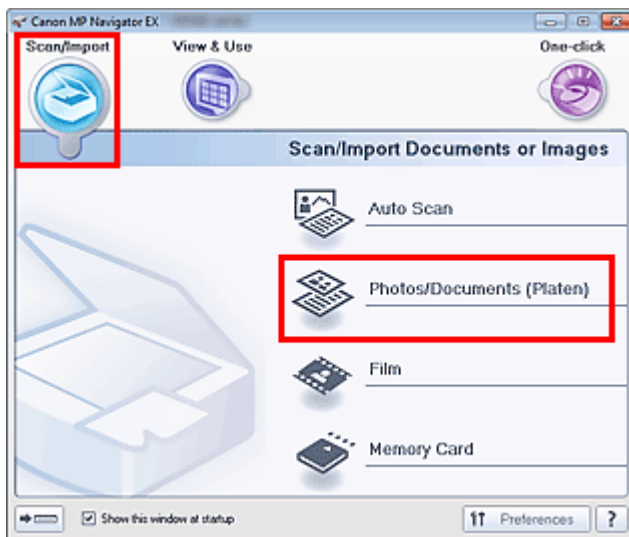 Canon MP Navigator EX
Scan/Import
View & Use
One-click
Scan/Import Documents or Images
Auto Scan
Photos/Documents (Platen)
Film
Memory Card
Show this window at startup
Preferences
?